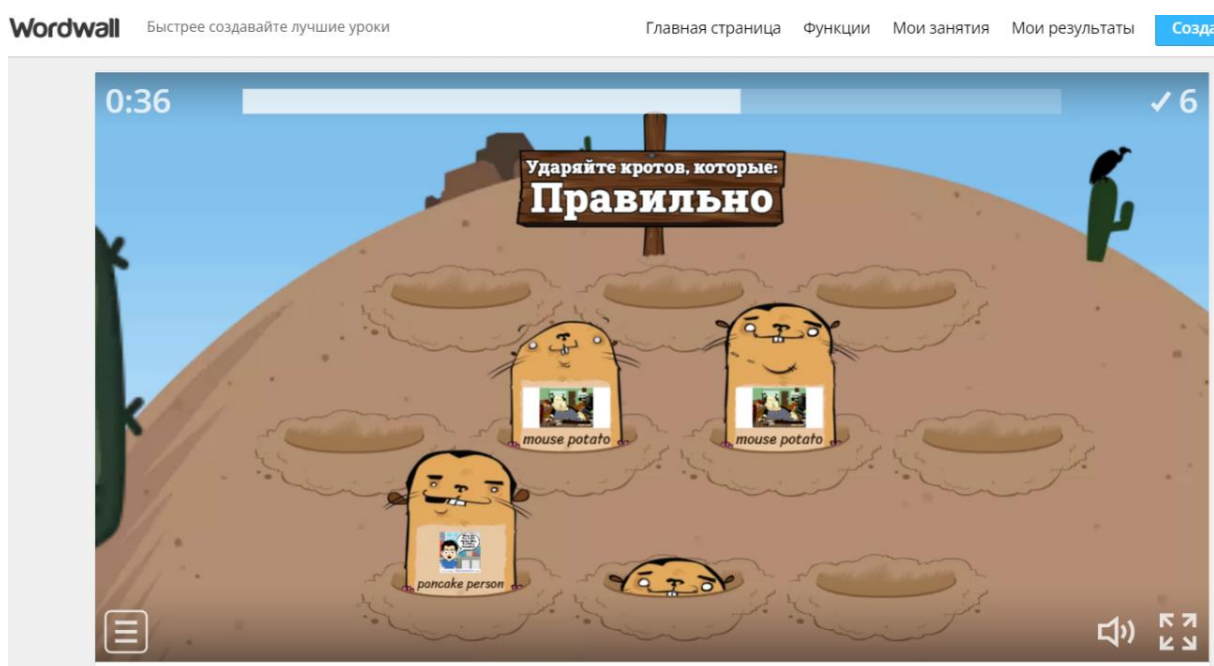 Wordwall Быстрее создавайте лучшие уроки Главная страница Функции Мои занятия Мои результаты Созда
0:36 ✓ 6
Ударяйте кротов, которые:
Правильно
mouse potato mouse potato
pancake person